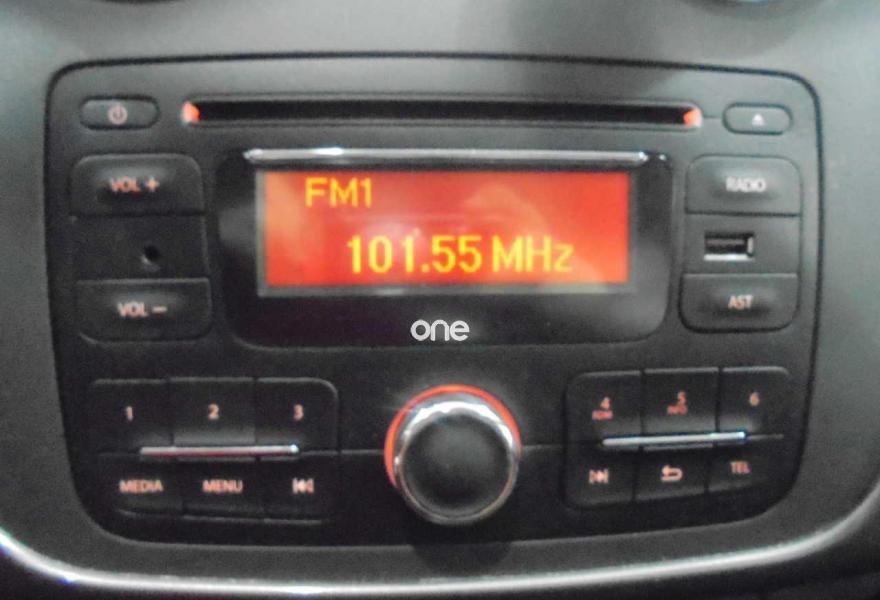 VOL +
RADIO
FM1
101.55 MHz
VOL −
AST
one
1 2 3
4 5 6
MEDIA MENU
TEL